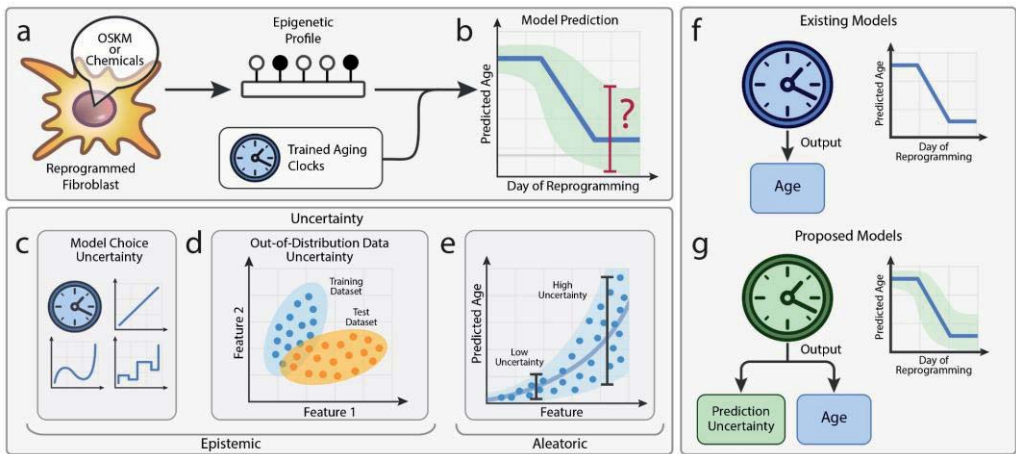 a
OSKM
or
Chemicals
Reprogrammed
Fibroblast
Epigenetic
Profile
Trained Aging
Clocks
b
Model Prediction
Predicted Age
?
Day of Reprogramming
Uncertainty
c
Model Choice
Uncertainty
d
Out-of-Distribution Data
Uncertainty
Training
Dataset
Test
Dataset
Feature 2
Feature 1
e
High
Uncertainty
Low
Uncertainty
Predicted Age
Feature
Epistemic
Aleatoric
f
Existing Models
Output
Age
Predicted Age
Day of
Reprogramming
g
Proposed Models
Output
Prediction
Uncertainty
Age
Predicted Age
Day of
Reprogramming